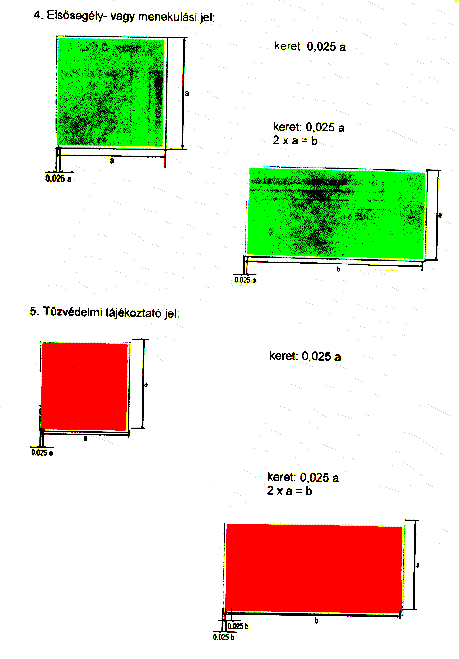 4. Elsősegély- vagy menekulási jel:
keret: 0,025 a
a
a
0.025 a
keret: 0,025 a
2 x a = b
a
b
0.025 a
5. Tűzvédelmi tájékoztató jel:
keret: 0,025 a
a
a
0.025 a
keret: 0,025 a
2 x a = b
a
b
0.025 b
0.025 b